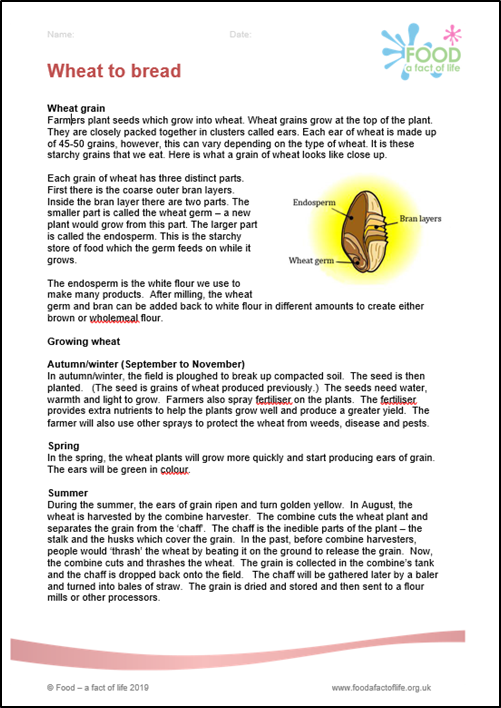 Name:
Date:
FOOD
a fact of life
Wheat to bread
Wheat grain
Farmers plant seeds which grow into wheat. Wheat grains grow at the top of the plant.
They are closely packed together in clusters called ears. Each ear of wheat is made up
of 45-50 grains, however, this can vary depending on the type of wheat. It is these
starchy grains that we eat. Here is what a grain of wheat looks like close up.
Each grain of wheat has three distinct parts.
First there is the coarse outer bran layers.
Inside the bran layer there are two parts. The
smaller part is called the wheat germ – a new
plant would grow from this part. The larger part
is called the endosperm. This is the starchy
store of food which the germ feeds on while it
grows.
Endosperm
Bran layers
Wheat germ
The endosperm is the white flour we use to
make many products. After milling, the wheat
germ and bran can be added back to white flour in different amounts to create either
brown or wholemeal flour.
Growing wheat
Autumn/winter (September to November)
In autumn/winter, the field is ploughed to break up compacted soil. The seed is then
planted. (The seed is grains of wheat produced previously.) The seeds need water,
warmth and light to grow. Farmers also spray fertiliser on the plants. The fertiliser
provides extra nutrients to help the plants grow well and produce a greater yield. The
farmer will also use other sprays to protect the wheat from weeds, disease and pests.
Spring
In the spring, the wheat plants will grow more quickly and start producing ears of grain.
The ears will be green in colour.
Summer
During the summer, the ears of grain ripen and turn golden yellow. In August, the
wheat is harvested by the combine harvester. The combine cuts the wheat plant and
separates the grain from the ‘chaff’. The chaff is the inedible parts of the plant – the
stalk and the husks which cover the grain. In the past, before combine harvesters,
people would ‘thrash’ the wheat by beating it on the ground to release the grain. Now,
the combine cuts and thrashes the wheat. The grain is collected in the combine’s tank
and the chaff is dropped back onto the field. The chaff will be gathered later by a baler
and turned into bales of straw. The grain is dried and stored and then sent to a flour
mills or other processors.
© Food – a fact of life 2019
www.foodafactoflife.org.uk